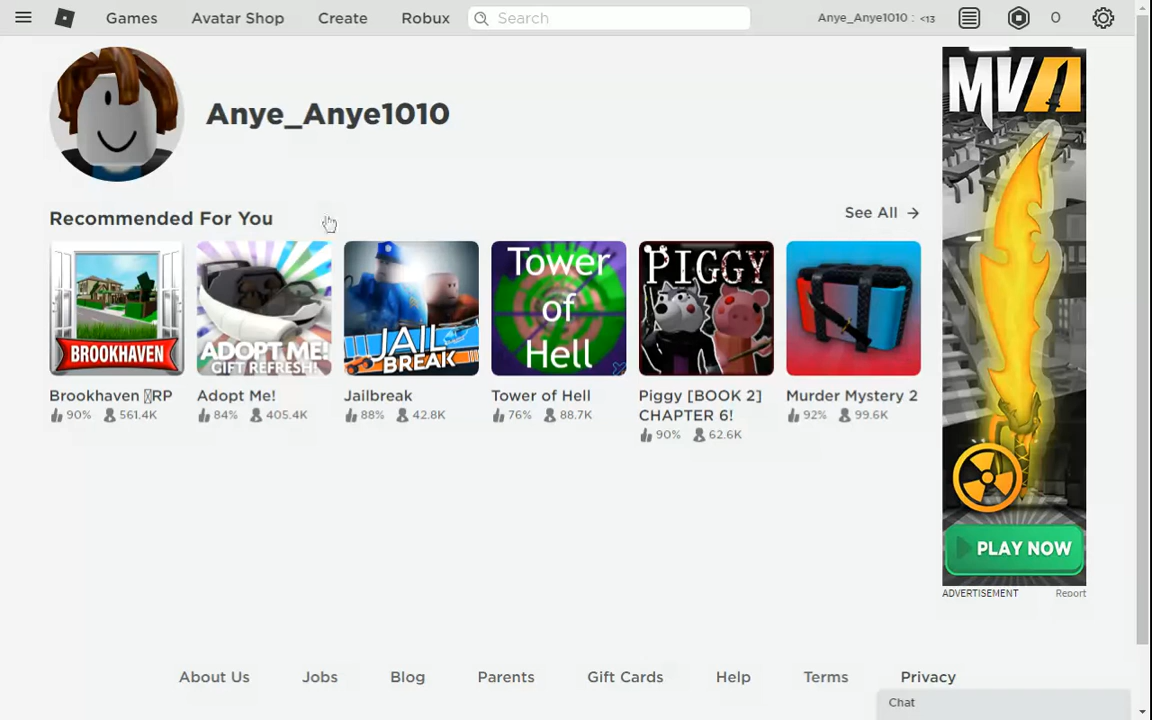 Games Avatar Shop Create Robux Search Anye_Anye1010 : <13 0
Anye_Anye1010
Recommended For You
See All
BROOKHAVEN
ADOPT ME!
GIFT REFRESH!
JAIL
BREAK
Tower
of
Hell
PIGGY
Brookhaven RP
90% 561.4K
Adopt Me!
84% 405.4K
Jailbreak
88% 42.8K
Tower of Hell
76% 88.7K
Piggy [BOOK 2]
CHAPTER 6!
90% 62.6K
Murder Mystery 2
92% 99.6K
PLAY NOW
ADVERTISEMENT Report
About Us Jobs Blog Parents Gift Cards Help Terms Privacy
Chat